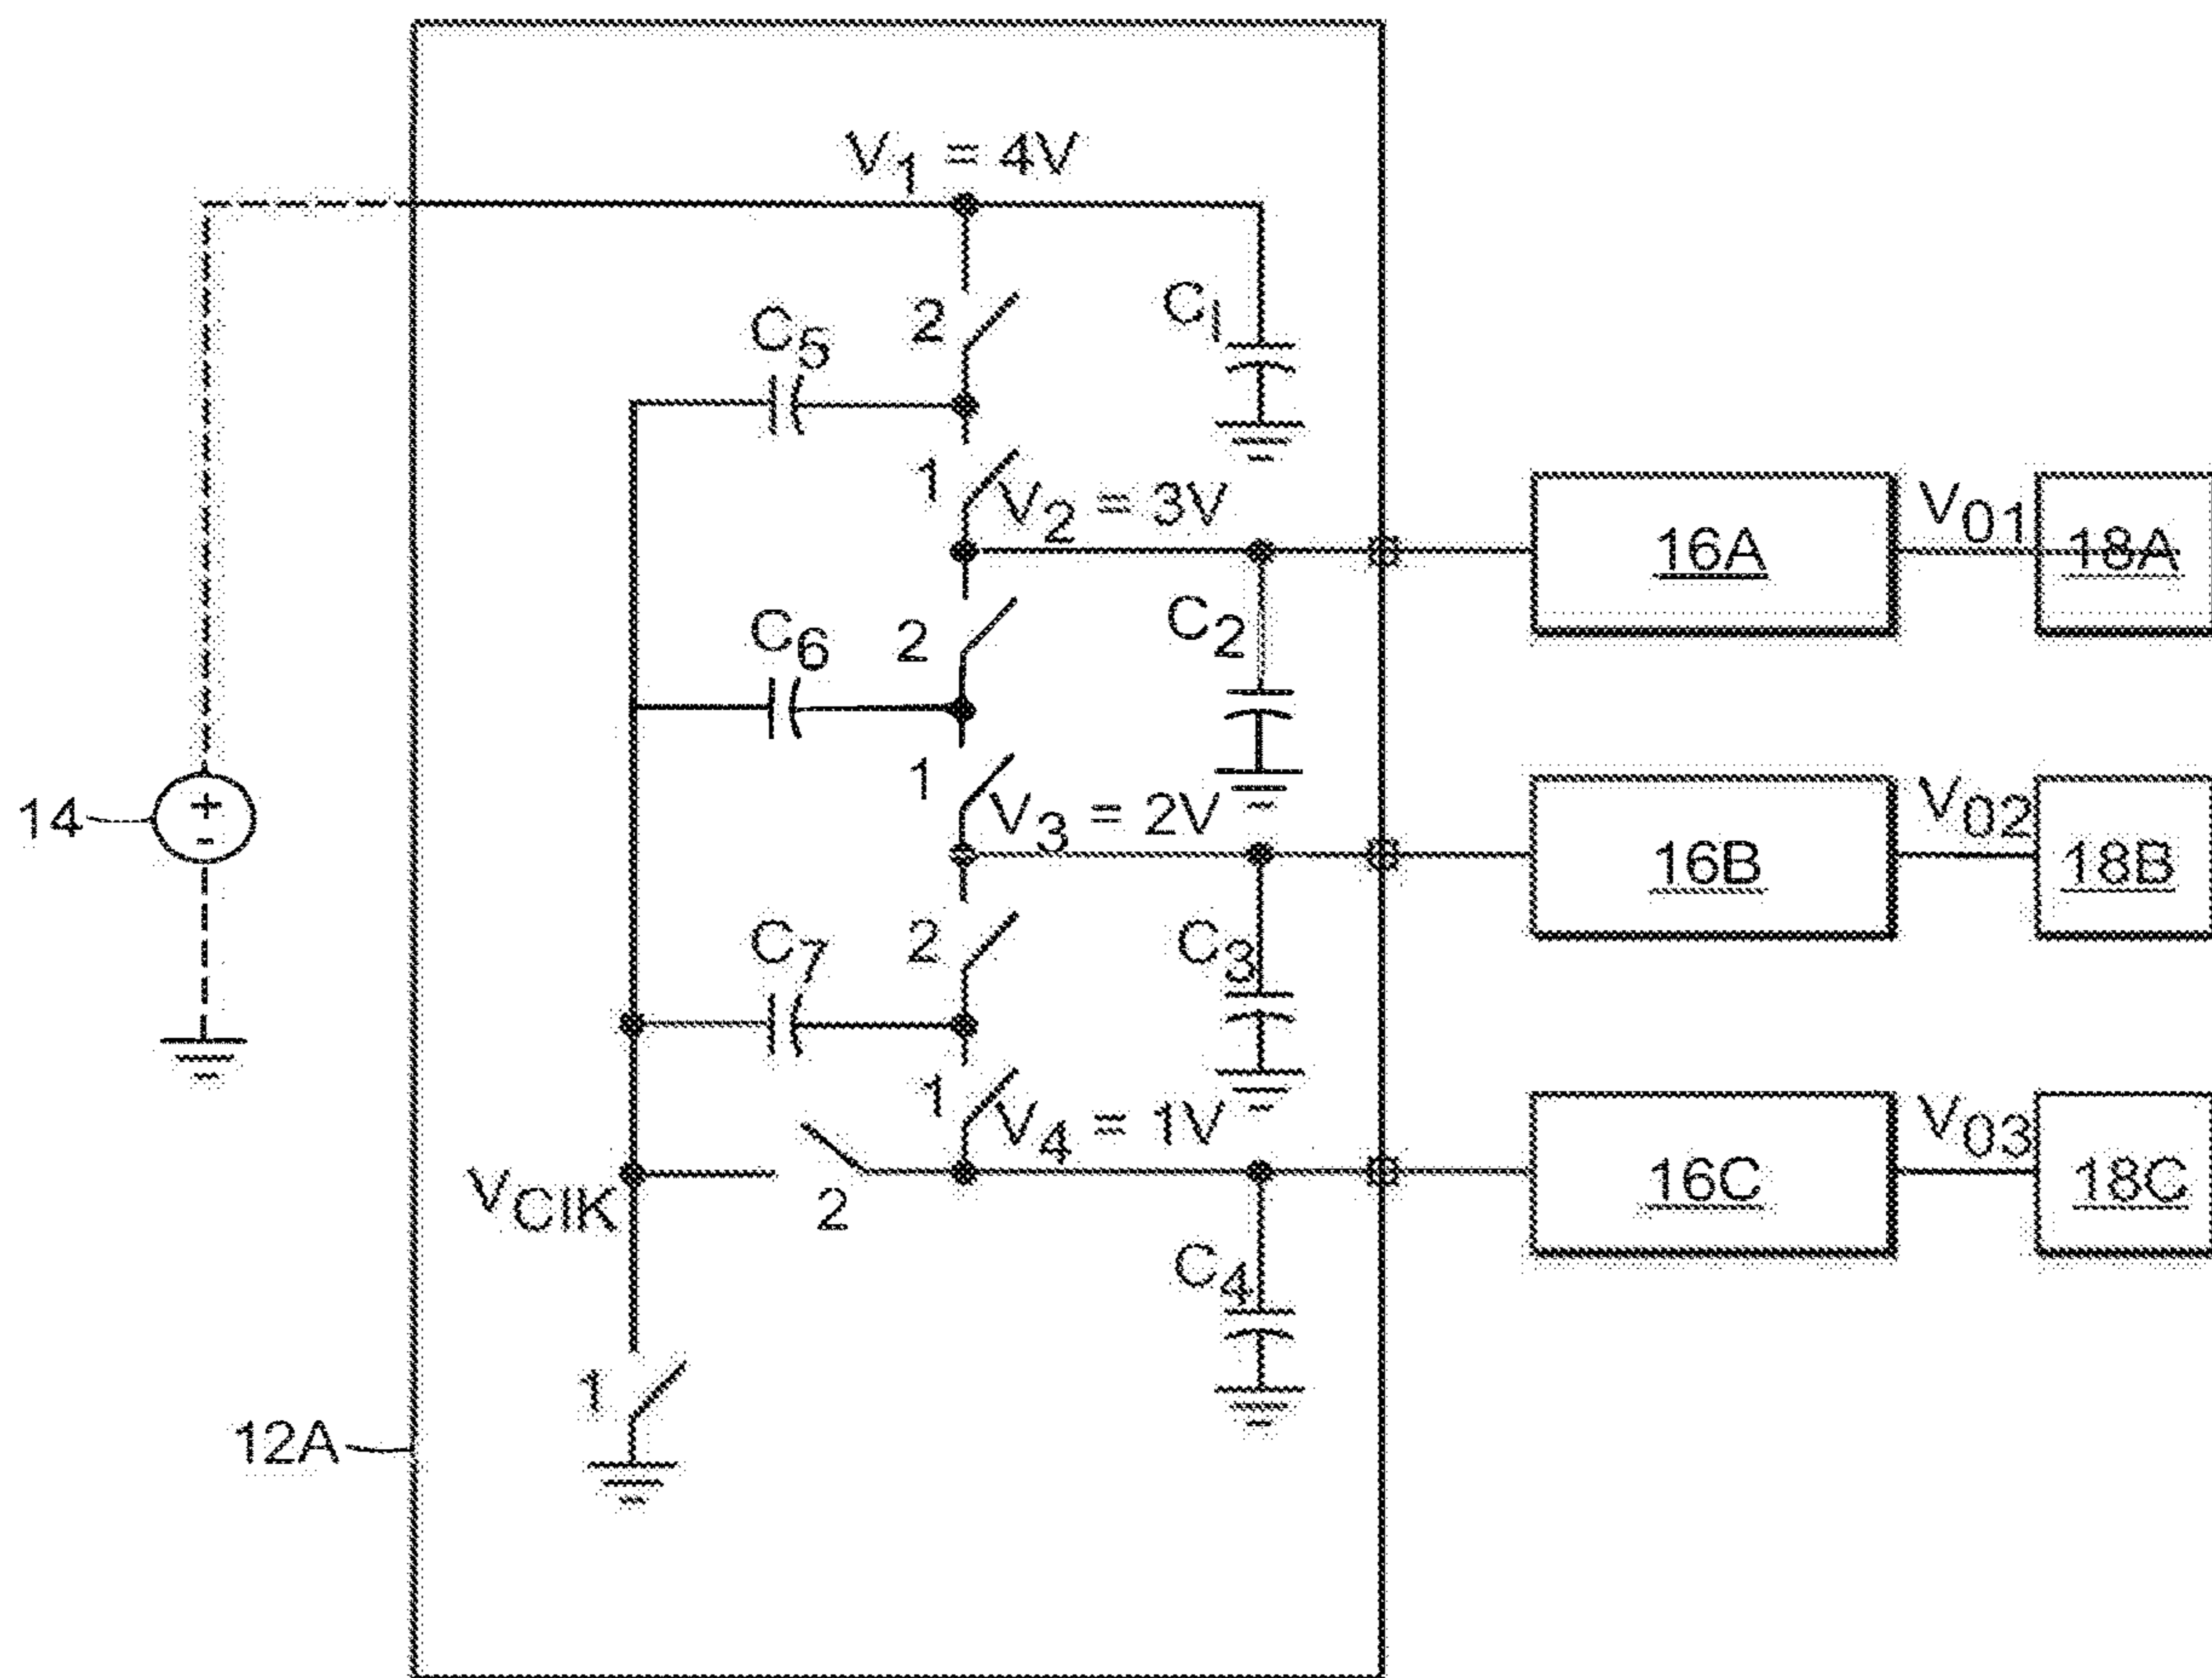 V1 = 4V
2
C5
C1
1
V2 = 3V
16A
V01
18A
C6
2
C2
1
14
+
-
V3 = 2V
16B
V02
18B
C7
2
C3
1
V4 = 1V
16C
V03
18C
VCIK
2
C4
1
12A